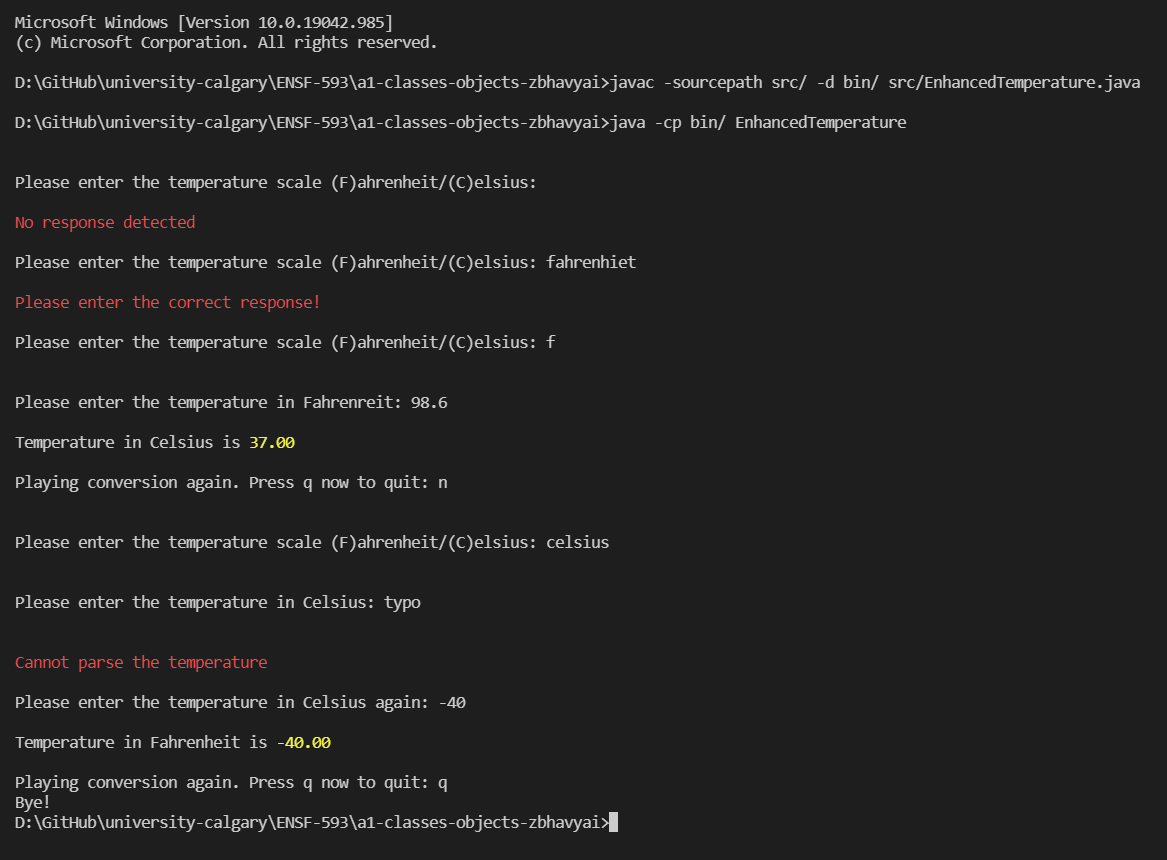 Microsoft Windows [Version 10.0.19042.985]
(c) Microsoft Corporation. All rights reserved.
D:\GitHub\university-calgary\ENSF-593\a1-classes-objects-zbhavyai>javac -sourcepath src/ -d bin/ src/EnhancedTemperature.java
D:\GitHub\university-calgary\ENSF-593\a1-classes-objects-zbhavyai>java -cp bin/ EnhancedTemperature
Please enter the temperature scale (F)ahrenheit/(C)elsius:
No response detected
Please enter the temperature scale (F)ahrenheit/(C)elsius: fahrenhiet
Please enter the correct response!
Please enter the temperature scale (F)ahrenheit/(C)elsius: f
Please enter the temperature in Fahrenreit: 98.6
Temperature in Celsius is 37.00
Playing conversion again. Press q now to quit: n
Please enter the temperature scale (F)ahrenheit/(C)elsius: celsius
Please enter the temperature in Celsius: typo
Cannot parse the temperature
Please enter the temperature in Celsius again: -40
Temperature in Fahrenheit is -40.00
Playing conversion again. Press q now to quit: q
Bye!
D:\GitHub\university-calgary\ENSF-593\a1-classes-objects-zbhavyai>